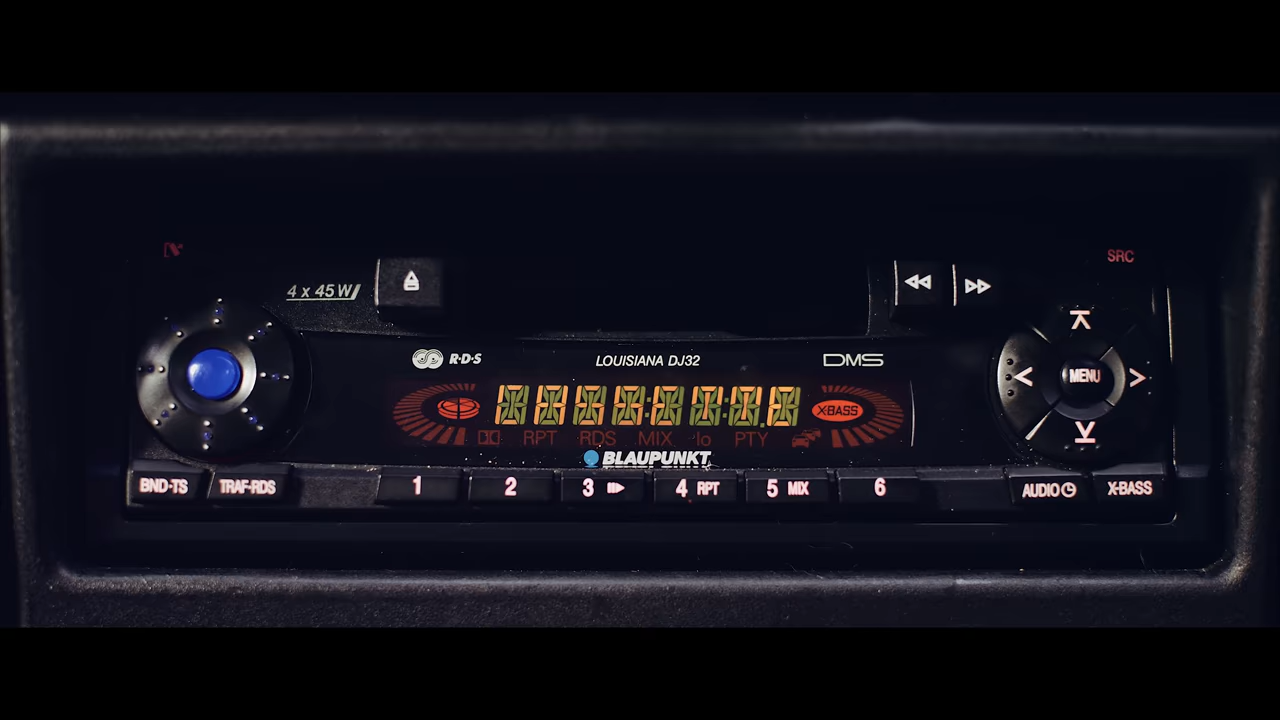 SRC
4 x 45W
R·D·S
LOUISIANA DJ32
DMS
MENU
X-BASS
RPT RDS MIX lo PTY
BLAUPUNKT
BND·TS TRAF·RDS 1 2 3 4 RPT 5 MIX 6 AUDIO X-BASS